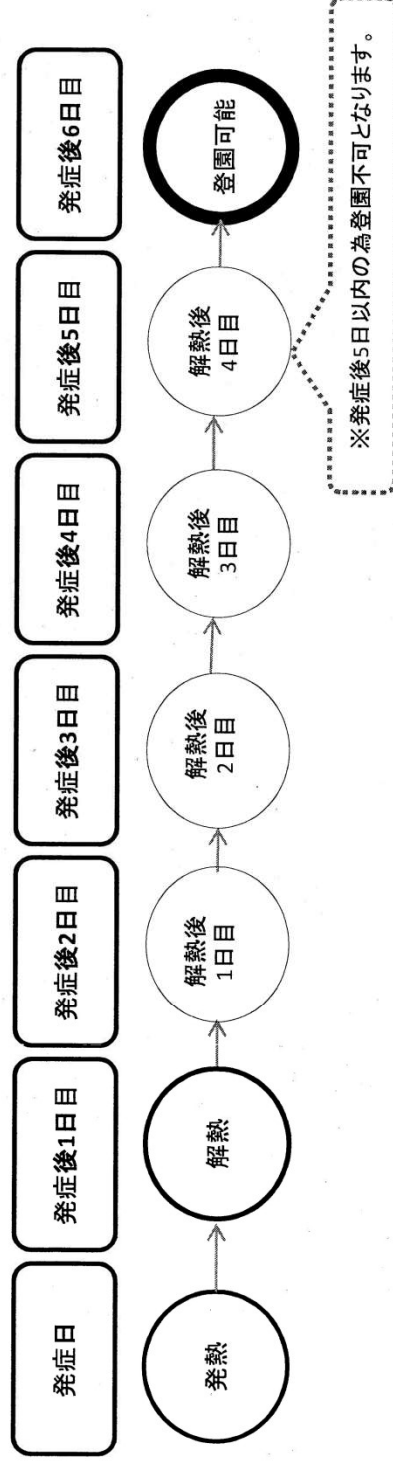 発症日
発症後1日目
発症後2日目
発症後3日目
発症後4日目
発症後5日目
発症後6日目
発熱
解熱
解熱後
1日目
解熱後
2日目
解熱後
3日目
解熱後
4日目
登園可能
※発症後5日以内の為登園不可となります。